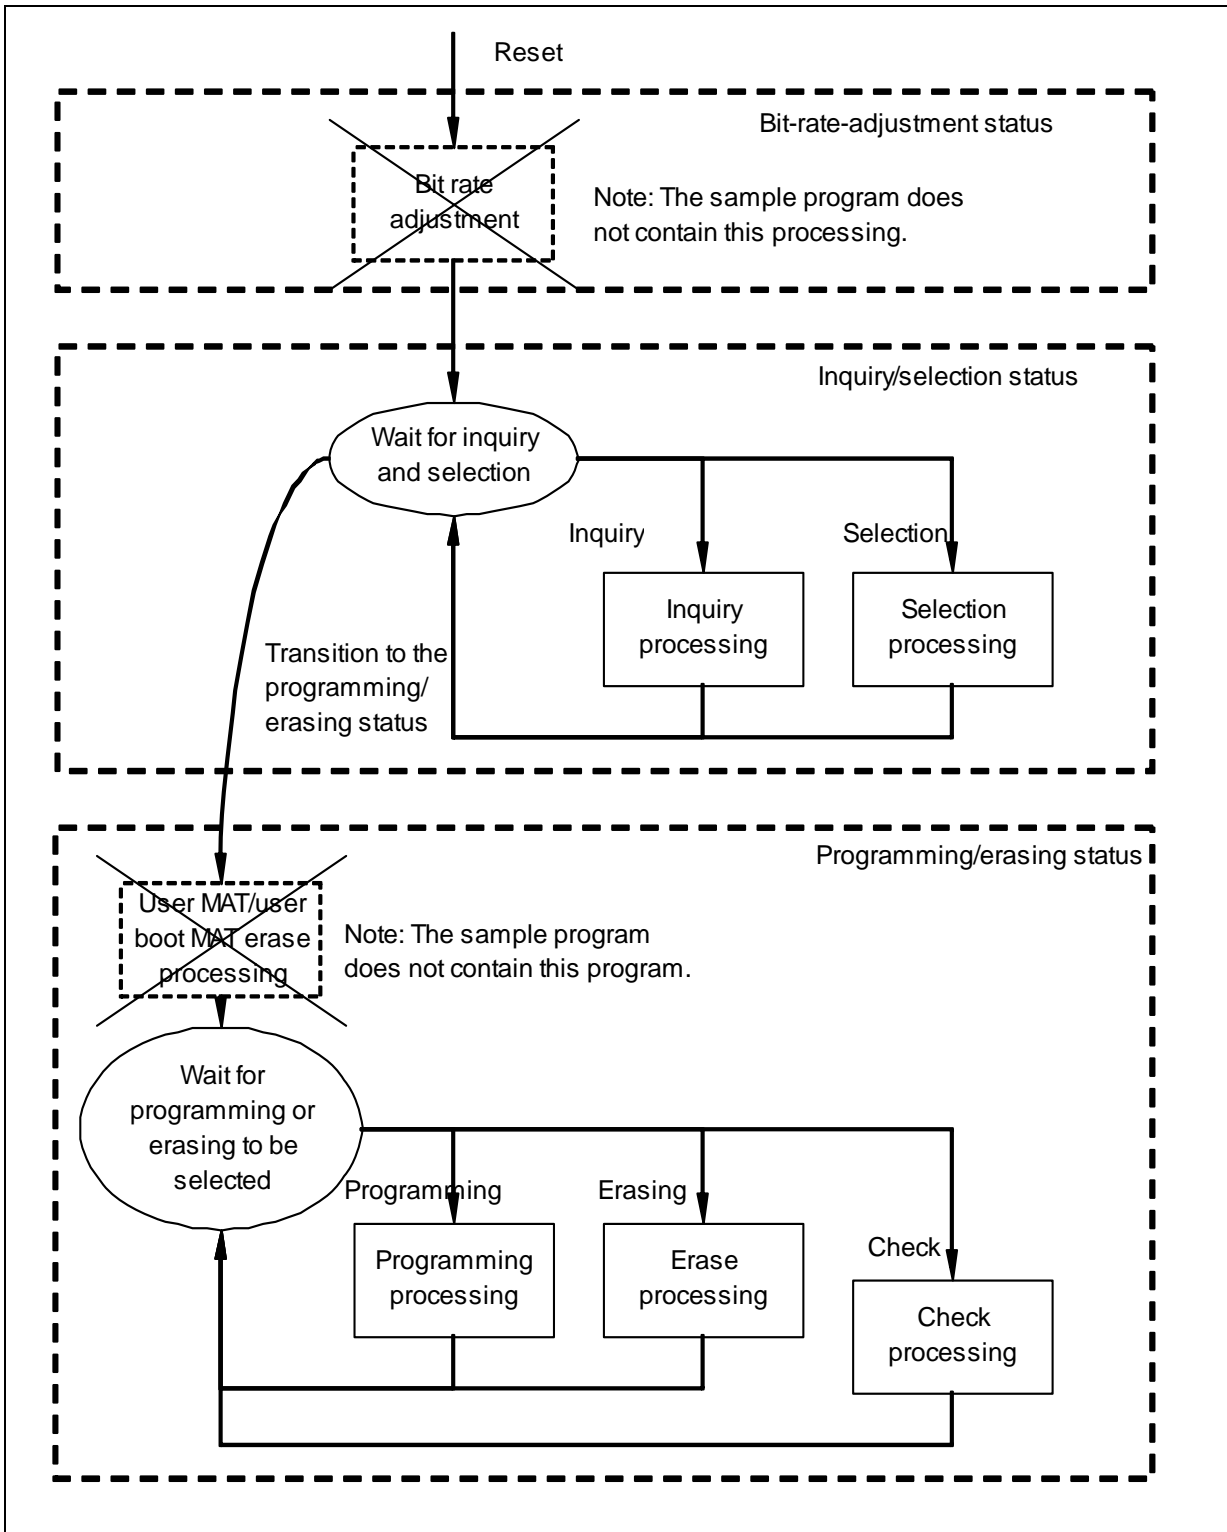 Reset
Bit-rate-adjustment status
Bit rate
adjustment
Note: The sample program does
not contain this processing.
Inquiry/selection status
Wait for inquiry
and selection
Inquiry
Selection
Inquiry
processing
Selection
processing
Transition to the
programming/
erasing status
Programming/erasing status
User MAT/user
boot MAT erase
processing
Note: The sample program
does not contain this program.
Wait for
programming or
erasing to be
selected
Programming
Erasing
Check
Programming
processing
Erase
processing
Check
processing